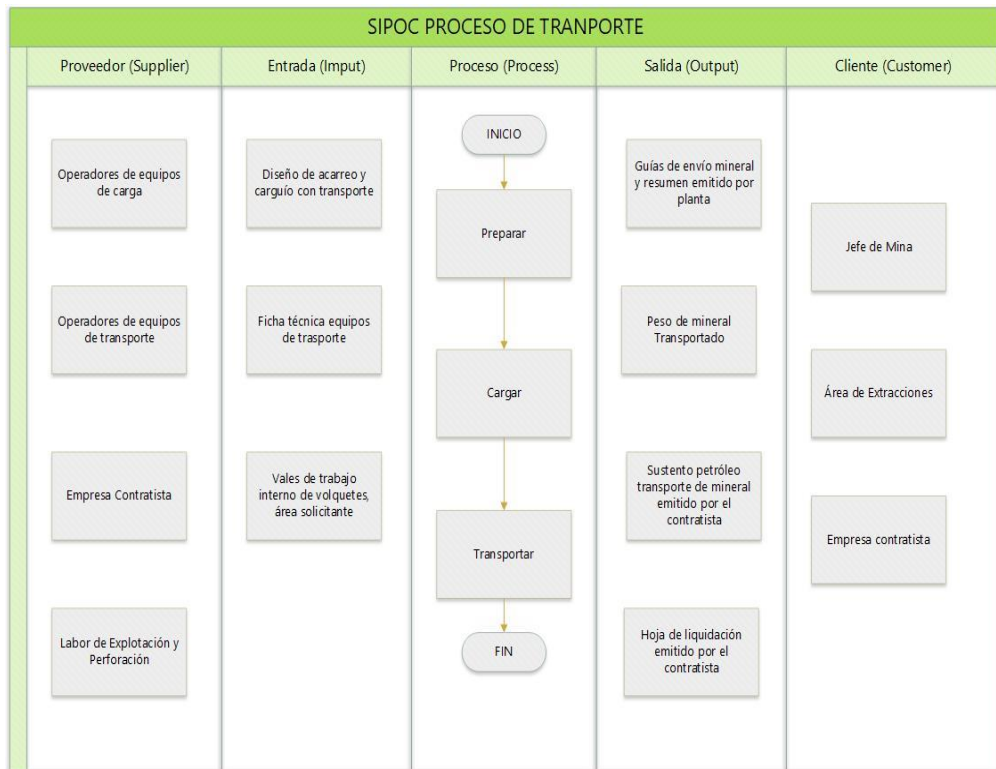 SIPOC PROCESO DE TRANPORTE
Proveedor (Supplier)
Entrada (Imput)
Proceso (Process)
Salida (Output)
Cliente (Customer)
Operadores de equipos
de carga
Operadores de equipos
de transporte
Empresa Contratista
Labor de Explotación y
Perforación
Diseño de acarreo y
carguío con transporte
Ficha técnica equipos
de trasporte
Vales de trabajo
interno de volquetes,
área solicitante
INICIO
Preparar
Cargar
Transportar
FIN
Guías de envío mineral
y resumen emitido por
planta
Peso de mineral
Transportado
Sustento petróleo
transporte de mineral
emitido por el
contratista
Hoja de liquidación
emitido por el
contratista
Jefe de Mina
Área de Extracciones
Empresa contratista